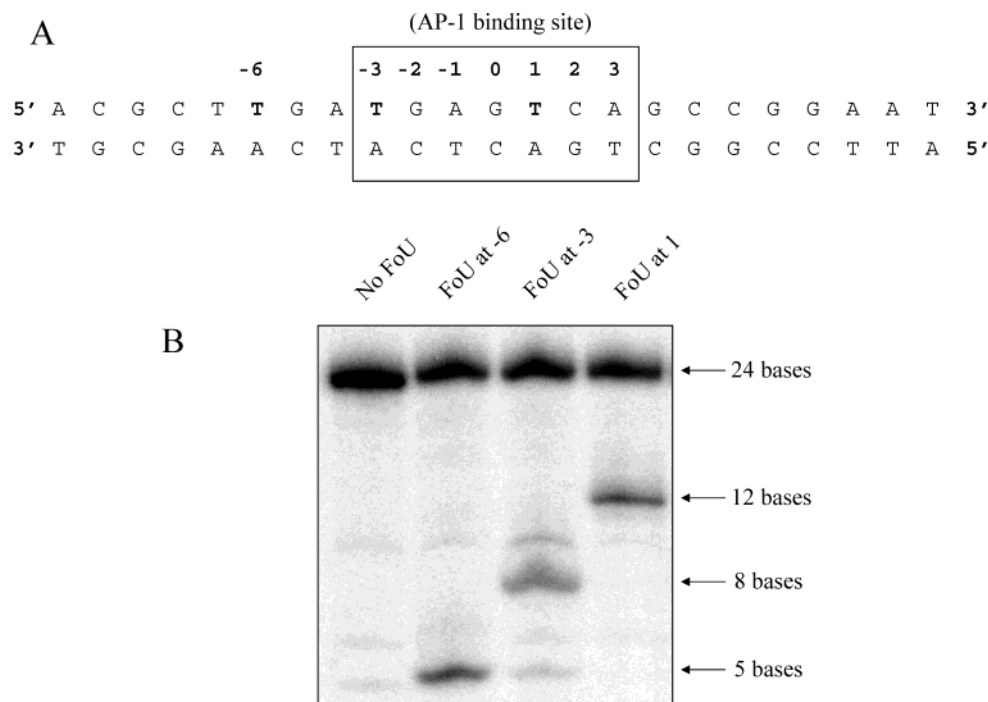 A
(AP-1 binding site)
-6 -3 -2 -1 0 1 2 3
5' A C G C T T G A T G A G T C A G C C G G A A T 3'
3' T G C G A A C T A C T C A G T C G G C C T T A 5'
No FoU
FoU at -6
FoU at -3
FoU at 1
B
24 bases
12 bases
8 bases
5 bases